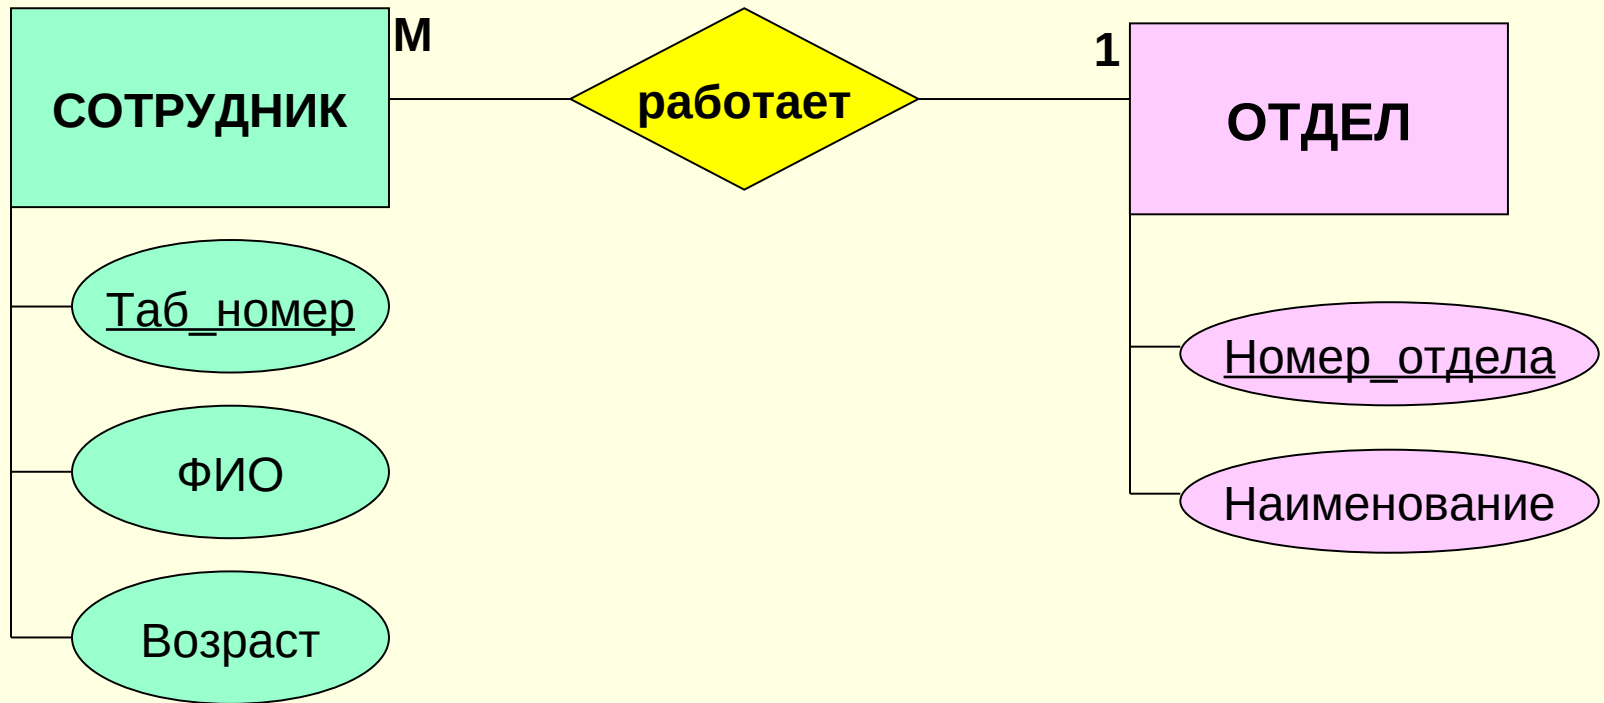 СОТРУДНИК
М
работает
1
ОТДЕЛ
Таб_номер
ФИО
Возраст
Номер_отдела
Наименование